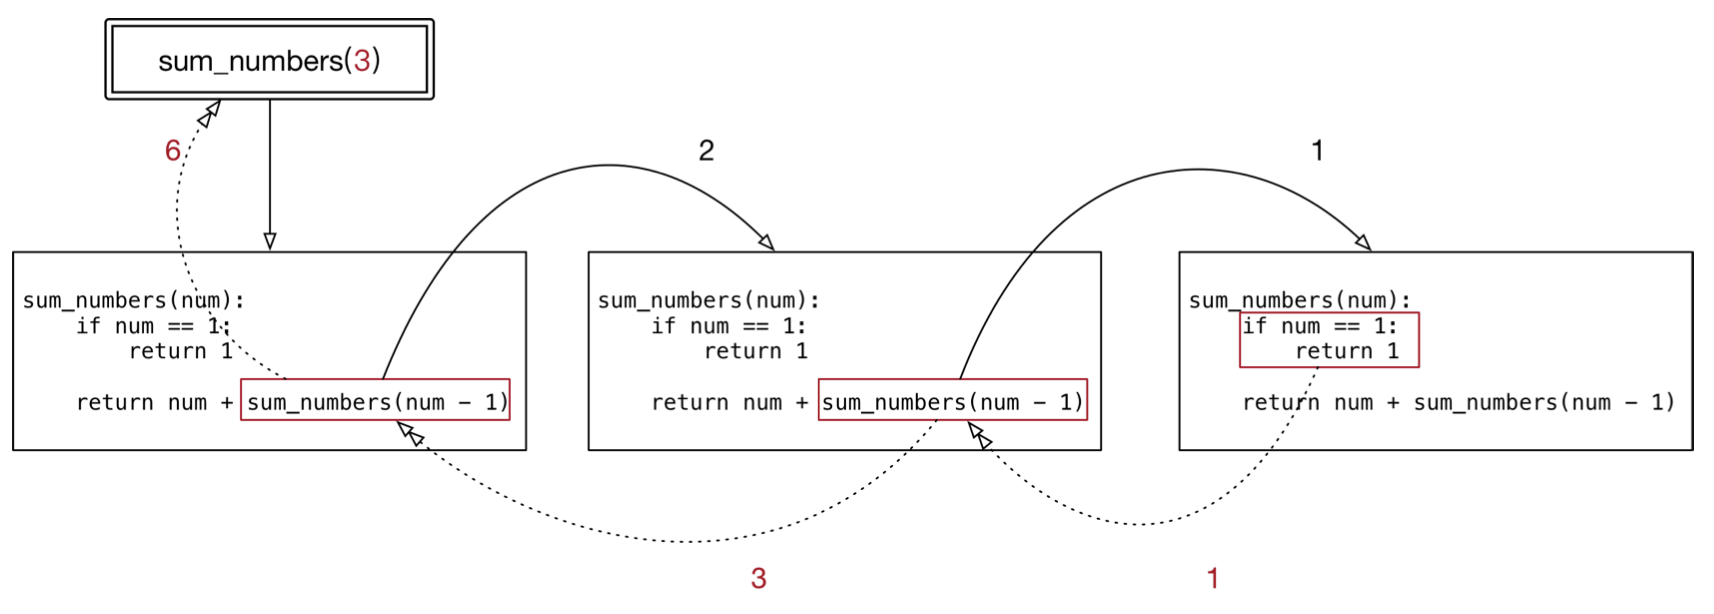 sum_numbers(3)
6
2
1
sum_numbers(num):
    if num == 1:
        return 1
    return num + sum_numbers(num - 1)
sum_numbers(num):
    if num == 1:
        return 1
    return num + sum_numbers(num - 1)
sum_numbers(num):
    if num == 1:
        return 1
    return num + sum_numbers(num - 1)
3
1